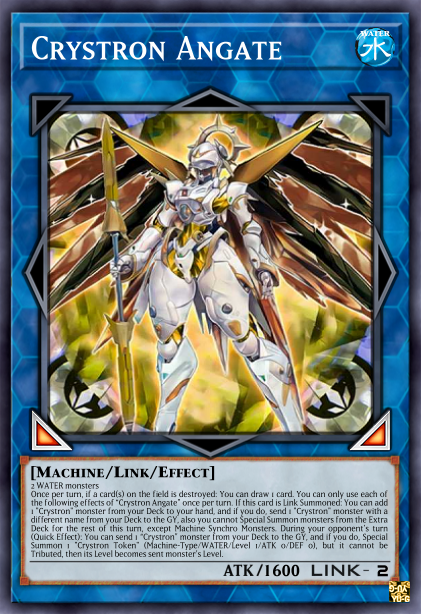 CRYSTRON ANGATE
WATER
水
[MACHINE/LINK/EFFECT]
2 WATER monsters
Once per turn, if a card(s) on the field is destroyed: You can draw 1 card. You can only use each of
the following effects of "Crystron Angate" once per turn. If this card is Link Summoned: You can add
1 "Crystron" monster from your Deck to your hand, and if you do, send 1 "Crystron" monster with a
different name from your Deck to the GY, also you cannot Special Summon monsters from the Extra
Deck for the rest of this turn, except Machine Synchro Monsters. During your opponent's turn
(Quick Effect): You can send 1 "Crystron" monster from your Deck to the GY, and if you do, Special
Summon 1 "Crystron Token" (Machine-Type/WATER/Level 1/ATK 0/DEF 0), but it cannot be
Tributed, then its Level becomes sent monster's Level.
ATK/1600 LINK-2